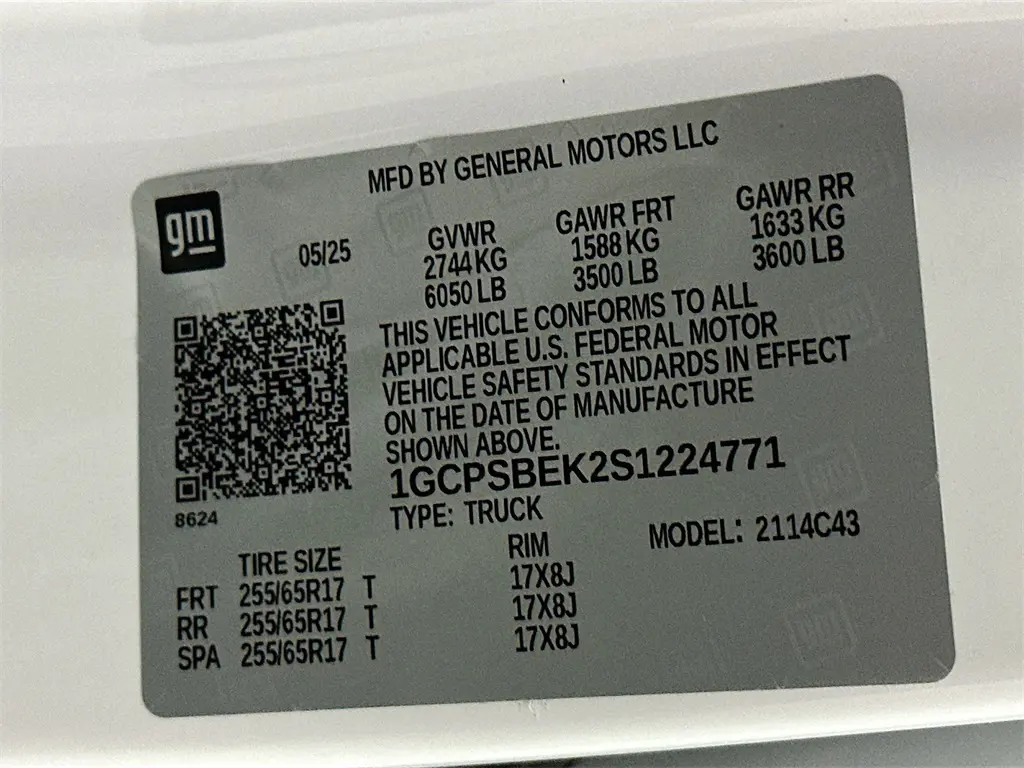 MFD BY GENERAL MOTORS LLC
gm
05/25
GVWR GAWR FRT GAWR RR
2744 KG 1588 KG 1633 KG
6050 LB 3500 LB 3600 LB
THIS VEHICLE CONFORMS TO ALL
APPLICABLE U.S. FEDERAL MOTOR
VEHICLE SAFETY STANDARDS IN EFFECT
ON THE DATE OF MANUFACTURE
SHOWN ABOVE.
1GCPSBEK2S1224771
8624
TYPE: TRUCK
MODEL: 2114C43
TIRE SIZE RIM
FRT 255/65R17 T 17X8J
RR 255/65R17 T 17X8J
SPA 255/65R17 T 17X8J